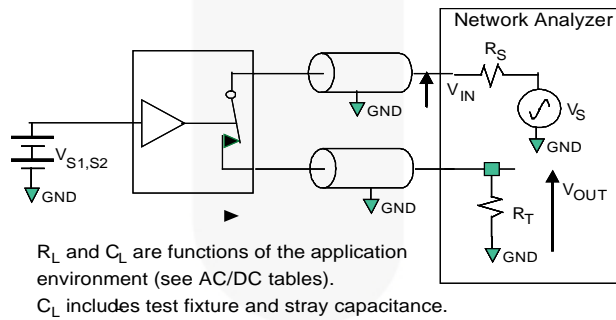 Network Analyzer
R_S
V_IN
GND
V_S
GND
V_S1,S2
GND
GND
V_OUT
R_T
GND
R_L and C_L are functions of the application
environment (see AC/DC tables).
C_L includes test fixture and stray capacitance.